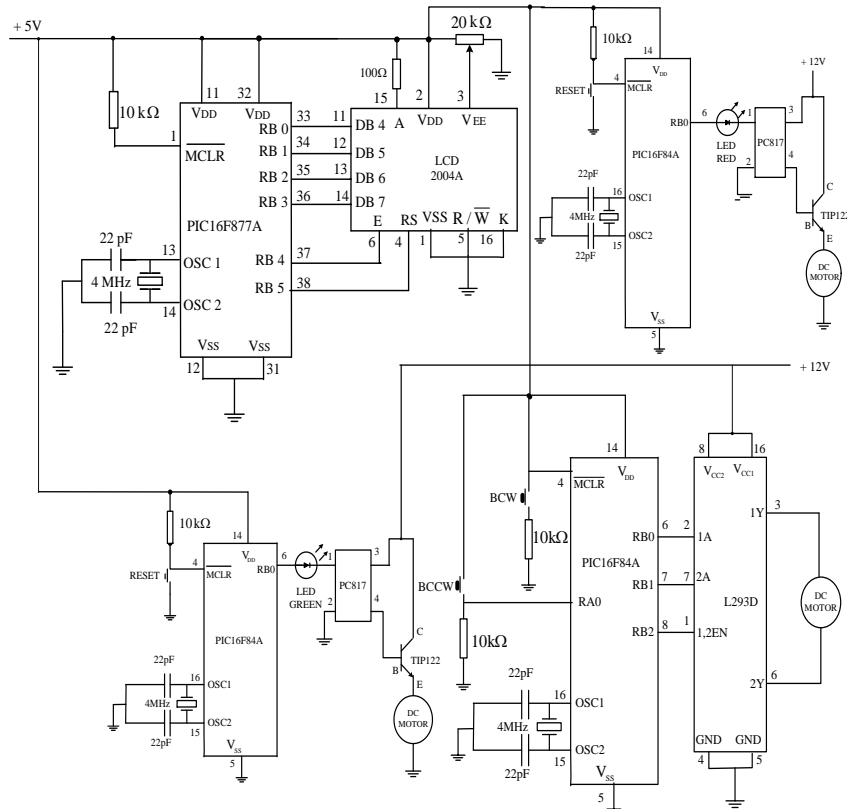 + 5V
20 kΩ
10kΩ
14
+ 12V
11
32
100Ω
15
2
3
4
V DD
MCLR
RESET
10 kΩ
1
VDD
VDD
MCLR
RB 0
33
11
DB 4
A
VDD
VEE
RB0
6
1
3
RB 1
34
12
DB 5
LCD
2004A
LED
RED
PC817
RB 2
35
13
DB 6
PIC16F84A
2
4
RB 3
36
14
DB 7
C
PIC16F877A
E
RS
VSS
R / W
K
22pF
16
OSC1
B
TIP122
6
4
1
5
16
4MHz
E
22 pF
13
OSC 1
RB 4
37
15
OSC2
22pF
DC
MOTOR
4 MHz
RB 5
38
14
OSC 2
22 pF
VSS
VSS
V SS
5
12
31
+ 12V
14
8
16
4
MCLR
V DD
VCC2
VCC1
BCW
10kΩ
RB0
6
2
1A
1Y
3
PIC16F84A
BCCW
RB1
7
7
2A
RA0
L293D
DC
MOTOR
RB2
8
1
1,2EN
10kΩ
2Y
6
22pF
16
OSC1
4MHz
OSC2
15
22pF
V SS
5
GND
GND
4
5
10kΩ
14
4
V DD
MCLR
RB0
6
1
3
RESET
LED
GREEN
PC817
2
4
PIC16F84A
C
TIP122
B
E
22pF
16
OSC1
4MHz
15
OSC2
22pF
DC
MOTOR
V SS
5